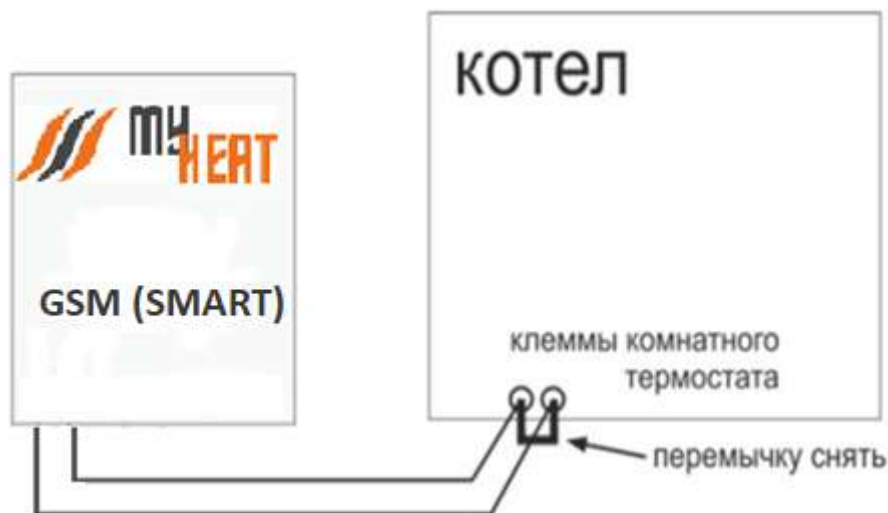 котел
my
HEAT
GSM (SMART)
клеммы комнатного
термостата
перемычку снять